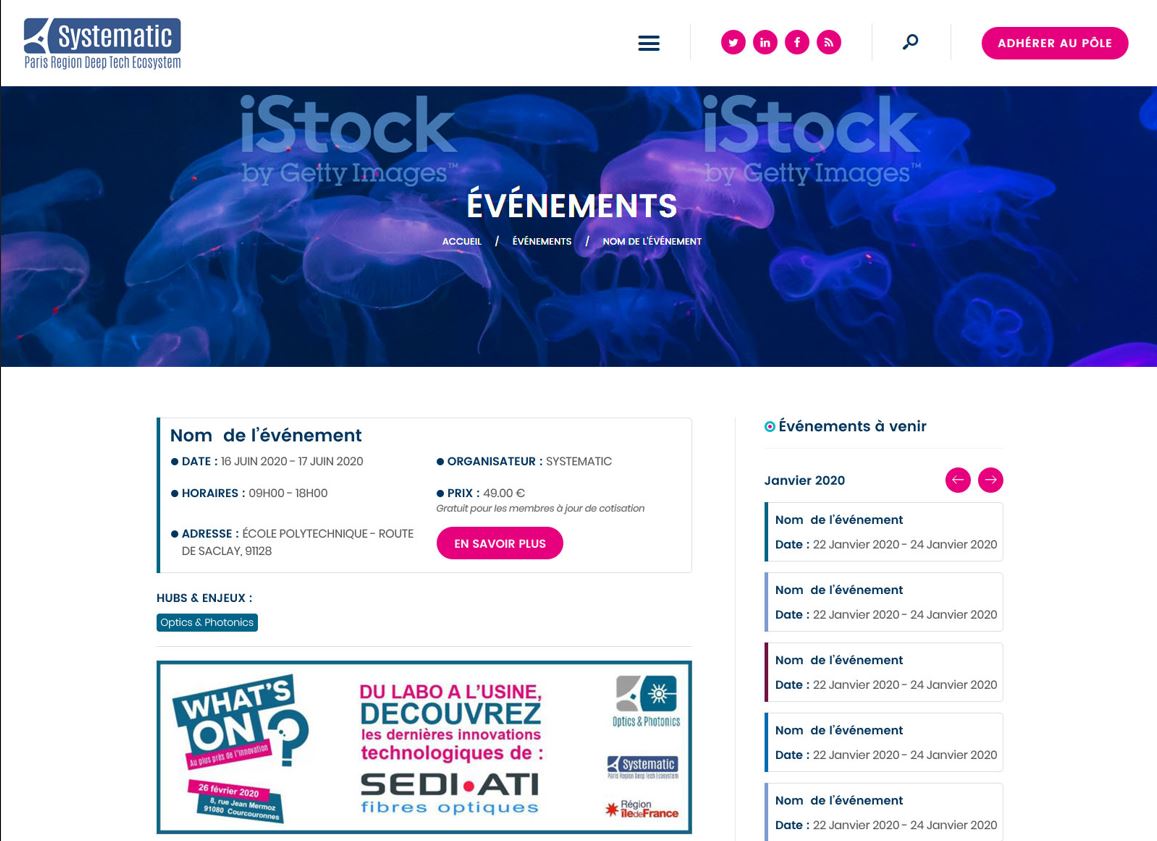 Systematic
Paris Region Deep Tech Ecosystem
ADHÉRER AU PÔLE
iStock
by Getty Images™
iStock
by Getty Images™
ÉVÉNEMENTS
ACCUEIL / ÉVÉNEMENTS / NOM DE L'ÉVÉNEMENT
Nom de l'événement
DATE : 16 JUIN 2020 - 17 JUIN 2020
ORGANISATEUR : SYSTEMATIC
HORAIRES : 09H00 - 18H00
PRIX : 49.00 €
Gratuit pour les membres à jour de cotisation
ADRESSE : ÉCOLE POLYTECHNIQUE - ROUTE
DE SACLAY, 91128
EN SAVOIR PLUS
HUBS & ENJEUX :
Optics & Photonics
WHAT'S
ON ?
Au plus près de l'innovation
26 février 2020
8, rue Jean Mermoz
91080 Courcouronnes
DU LABO A L'USINE,
DECOUVREZ
les dernières innovations
technologiques de :
SEDI•ATI
fibres optiques
Optics & Photonics
Systematic
Paris Region Deep Tech Ecosystem
Région
îledeFrance
Événements à venir
Janvier 2020
Nom de l'événement
Date : 22 Janvier 2020 - 24 Janvier 2020
Nom de l'événement
Date : 22 Janvier 2020 - 24 Janvier 2020
Nom de l'événement
Date : 22 Janvier 2020 - 24 Janvier 2020
Nom de l'événement
Date : 22 Janvier 2020 - 24 Janvier 2020
Nom de l'événement
Date : 22 Janvier 2020 - 24 Janvier 2020